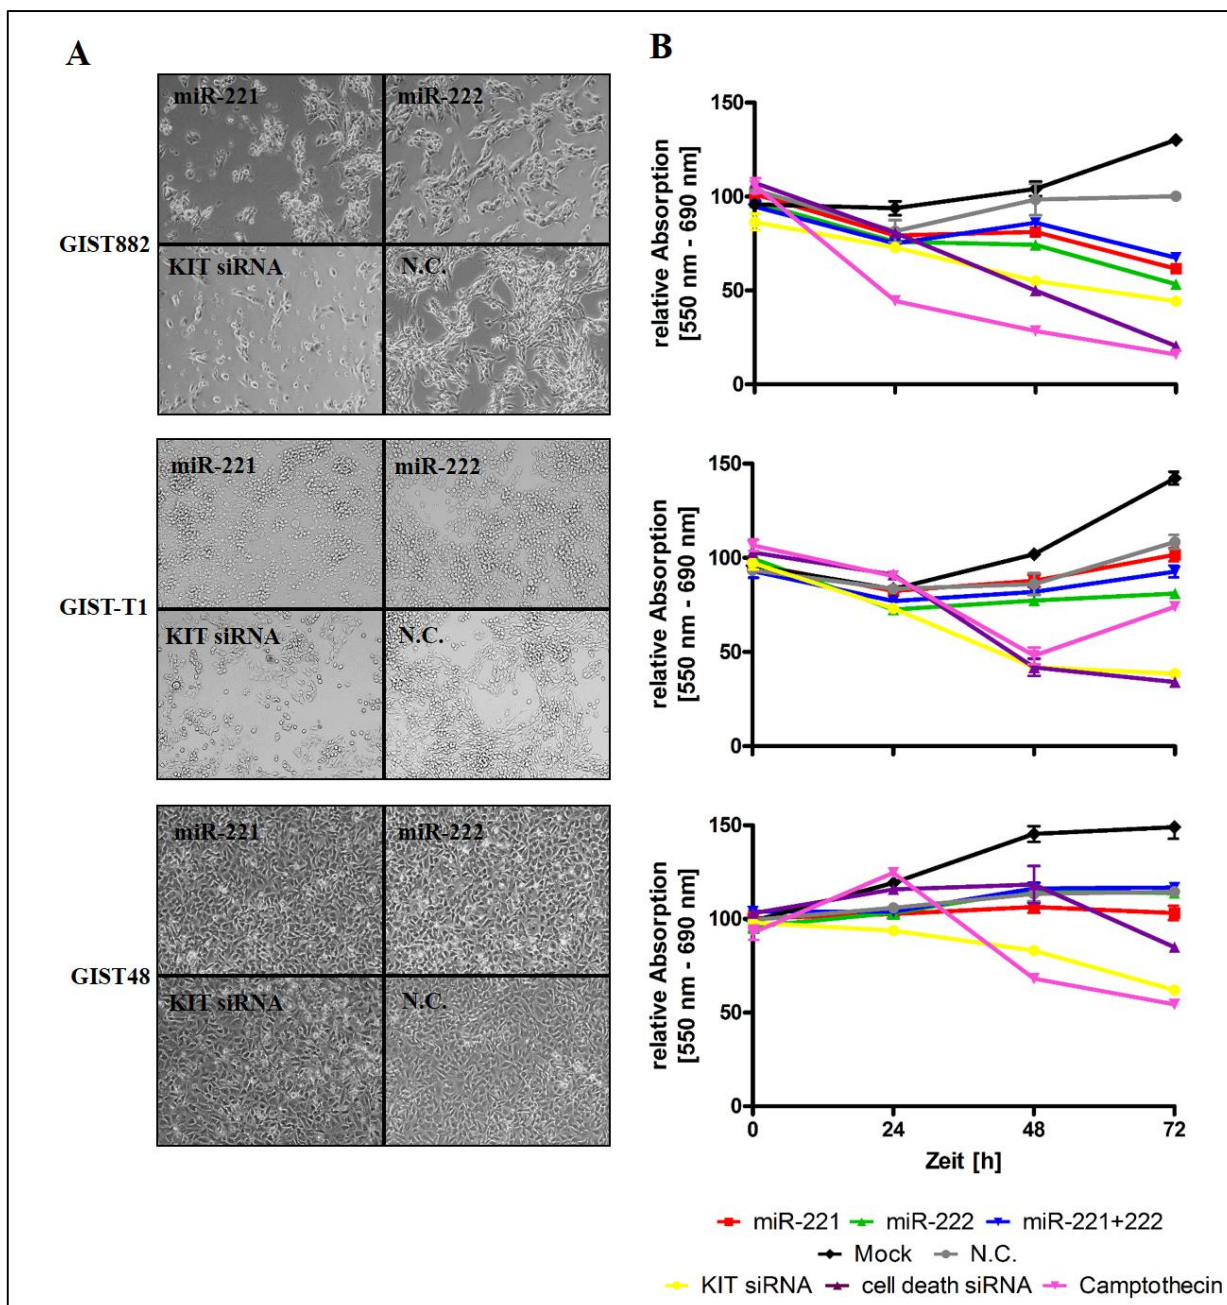 A
B
GIST882
miR-221
miR-222
KIT siRNA
N.C.
GIST-T1
miR-221
miR-222
KIT siRNA
N.C.
GIST48
miR-221
miR-222
KIT siRNA
N.C.
relative Absorption
[550 nm - 690 nm]
150
100
50
0
relative Absorption
[550 nm - 690 nm]
150
100
50
0
relative Absorption
[550 nm - 690 nm]
150
100
50
0
0 24 48 72
Zeit [h]
miR-221 miR-222 miR-221+222
Mock N.C.
KIT siRNA cell death siRNA Camptothecin